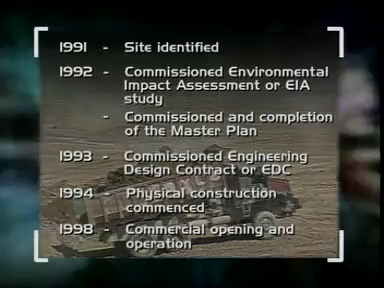 1991 - Site identified
1992 - Commissioned Environmental
Impact Assessment or EIA
study
- Commissioned and completion
of the Master Plan
1993 - Commissioned Engineering
Design Contract or EDC
1994 - Physical construction
commenced
1998 - Commercial opening and
operation